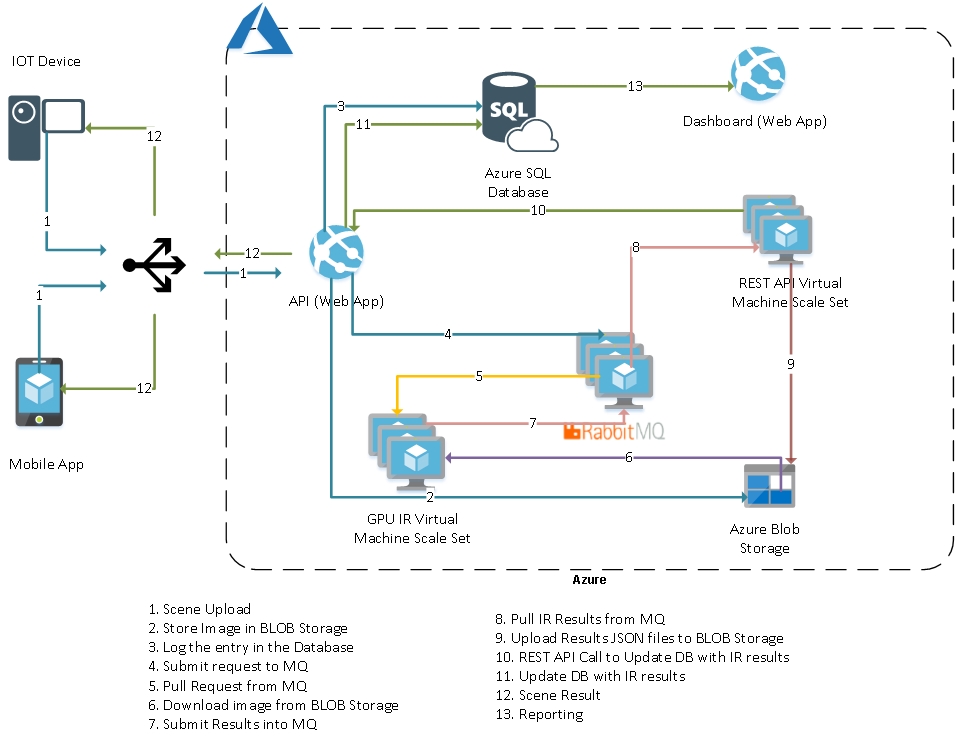 IOT Device
1
12
3
11
SQL
Azure SQL
Database
13
Dashboard (Web App)
10
12
1
API (Web App)
8
REST API Virtual
Machine Scale Set
1
4
9
5
12
7
RabbitMQ
6
Mobile App
2
GPU IR Virtual
Machine Scale Set
Azure Blob
Storage
Azure
1. Scene Upload
2. Store Image in BLOB Storage
3. Log the entry in the Database
4. Submit request to MQ
5. Pull Request from MQ
6. Download image from BLOB Storage
7. Submit Results into MQ
8. Pull IR Results from MQ
9. Upload Results JSON files to BLOB Storage
10. REST API Call to Update DB with IR results
11. Update DB with IR results
12. Scene Result
13. Reporting